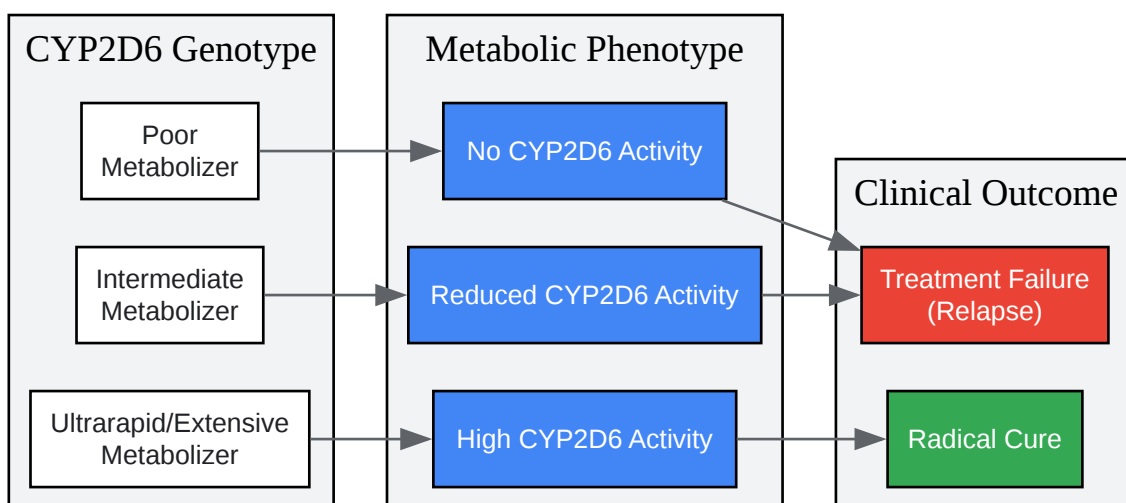 CYP2D6 Genotype
Poor
Metabolizer
Intermediate
Metabolizer
Ultrarapid/Extensive
Metabolizer
Metabolic Phenotype
No CYP2D6 Activity
Reduced CYP2D6 Activity
High CYP2D6 Activity
Clinical Outcome
Treatment Failure
(Relapse)
Radical Cure